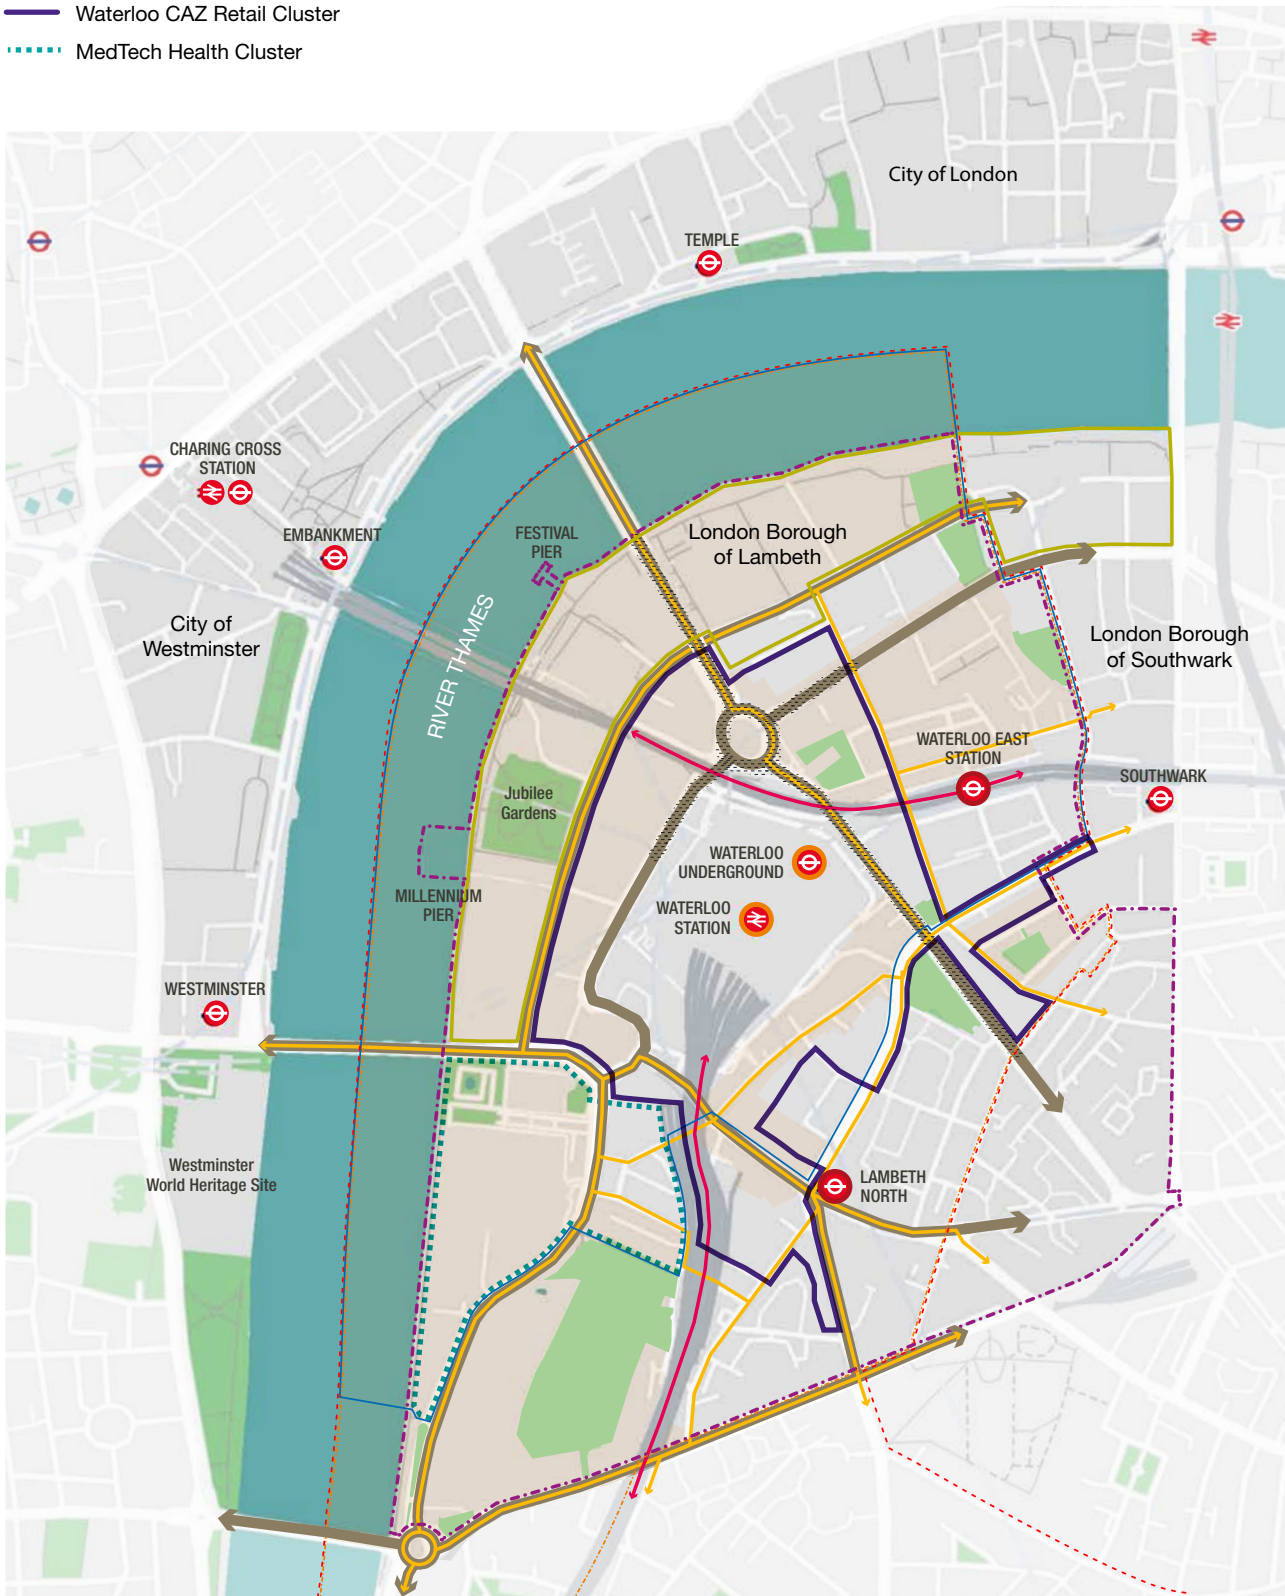 Waterloo CAZ Retail Cluster
MedTech Health Cluster
City of London
TEMPLE
CHARING CROSS
STATION
EMBANKMENT
FESTIVAL
PIER
London Borough
of Lambeth
City of
Westminster
RIVER THAMES
London Borough
of Southwark
WATERLOO EAST
STATION
SOUTHWARK
Jubilee
Gardens
WATERLOO
UNDERGROUND
MILLENNIUM
PIER
WATERLOO
STATION
WESTMINSTER
Westminster
World Heritage Site
LAMBETH
NORTH